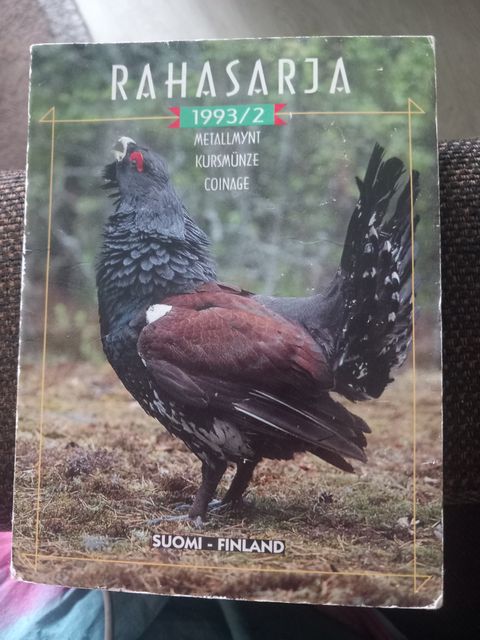 RAHASARJA
1993/2
METALLMYNT
KURSMÜNZE
COINAGE
SUOMI - FINLAND